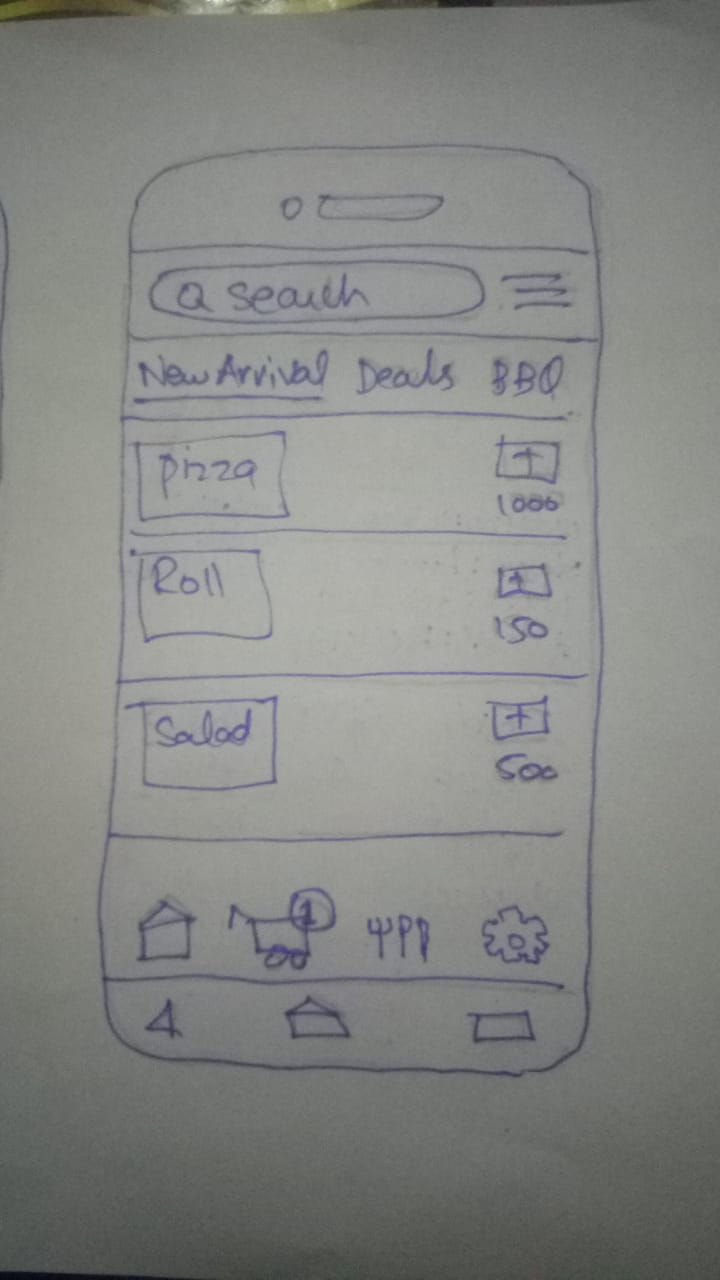 Search
New Arrival Deals BBQ
Pizza +
1000
Roll +
150
Salad +
500
1